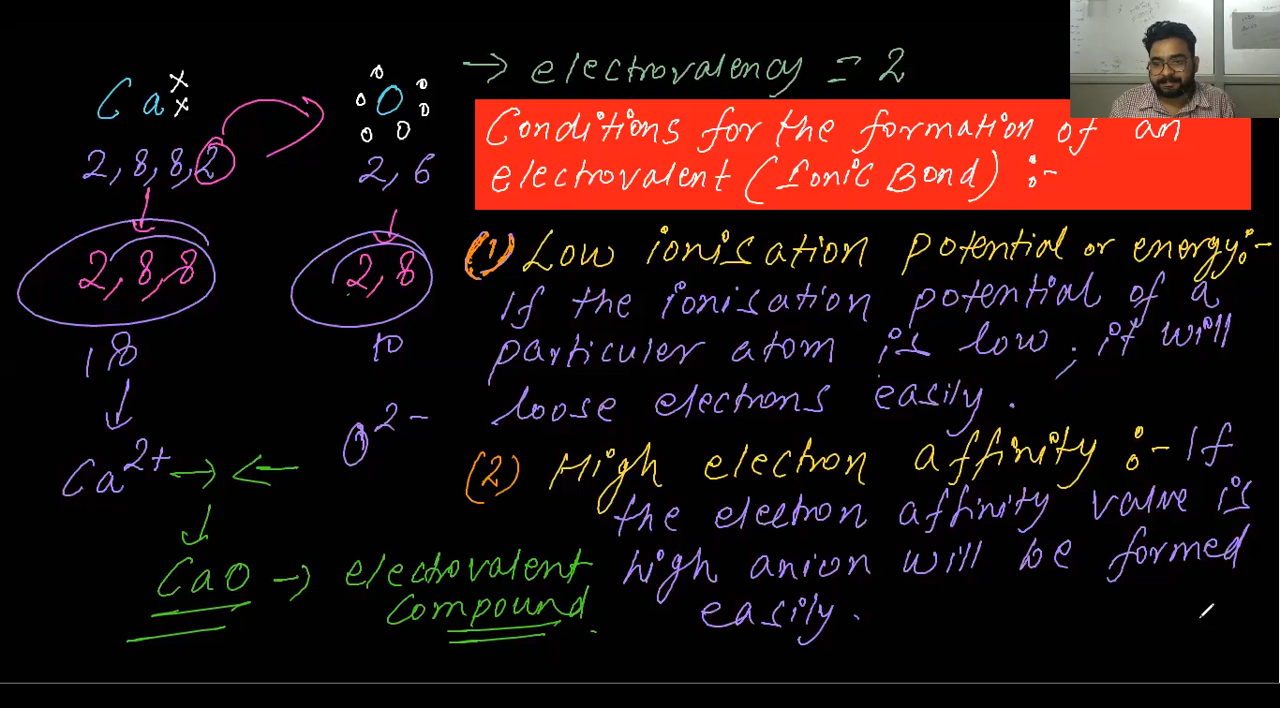 → electrovalency = 2
Ca O
2, 8, 8, 2
2, 6
2, 8, 8
2, 8
18
10
Ca2+ → ← O2-
CaO → electrovalent
compound.
Conditions for the formation of an
electrovalent (Ionic Bond) :-
(1) Low ionisation potential or energy:-
If the ionisation potential of a
particuler atom is low, it will
loose electrons easily.
(2) High electron affinity :- If
the electron affinity value is
high anion will be formed
easily.